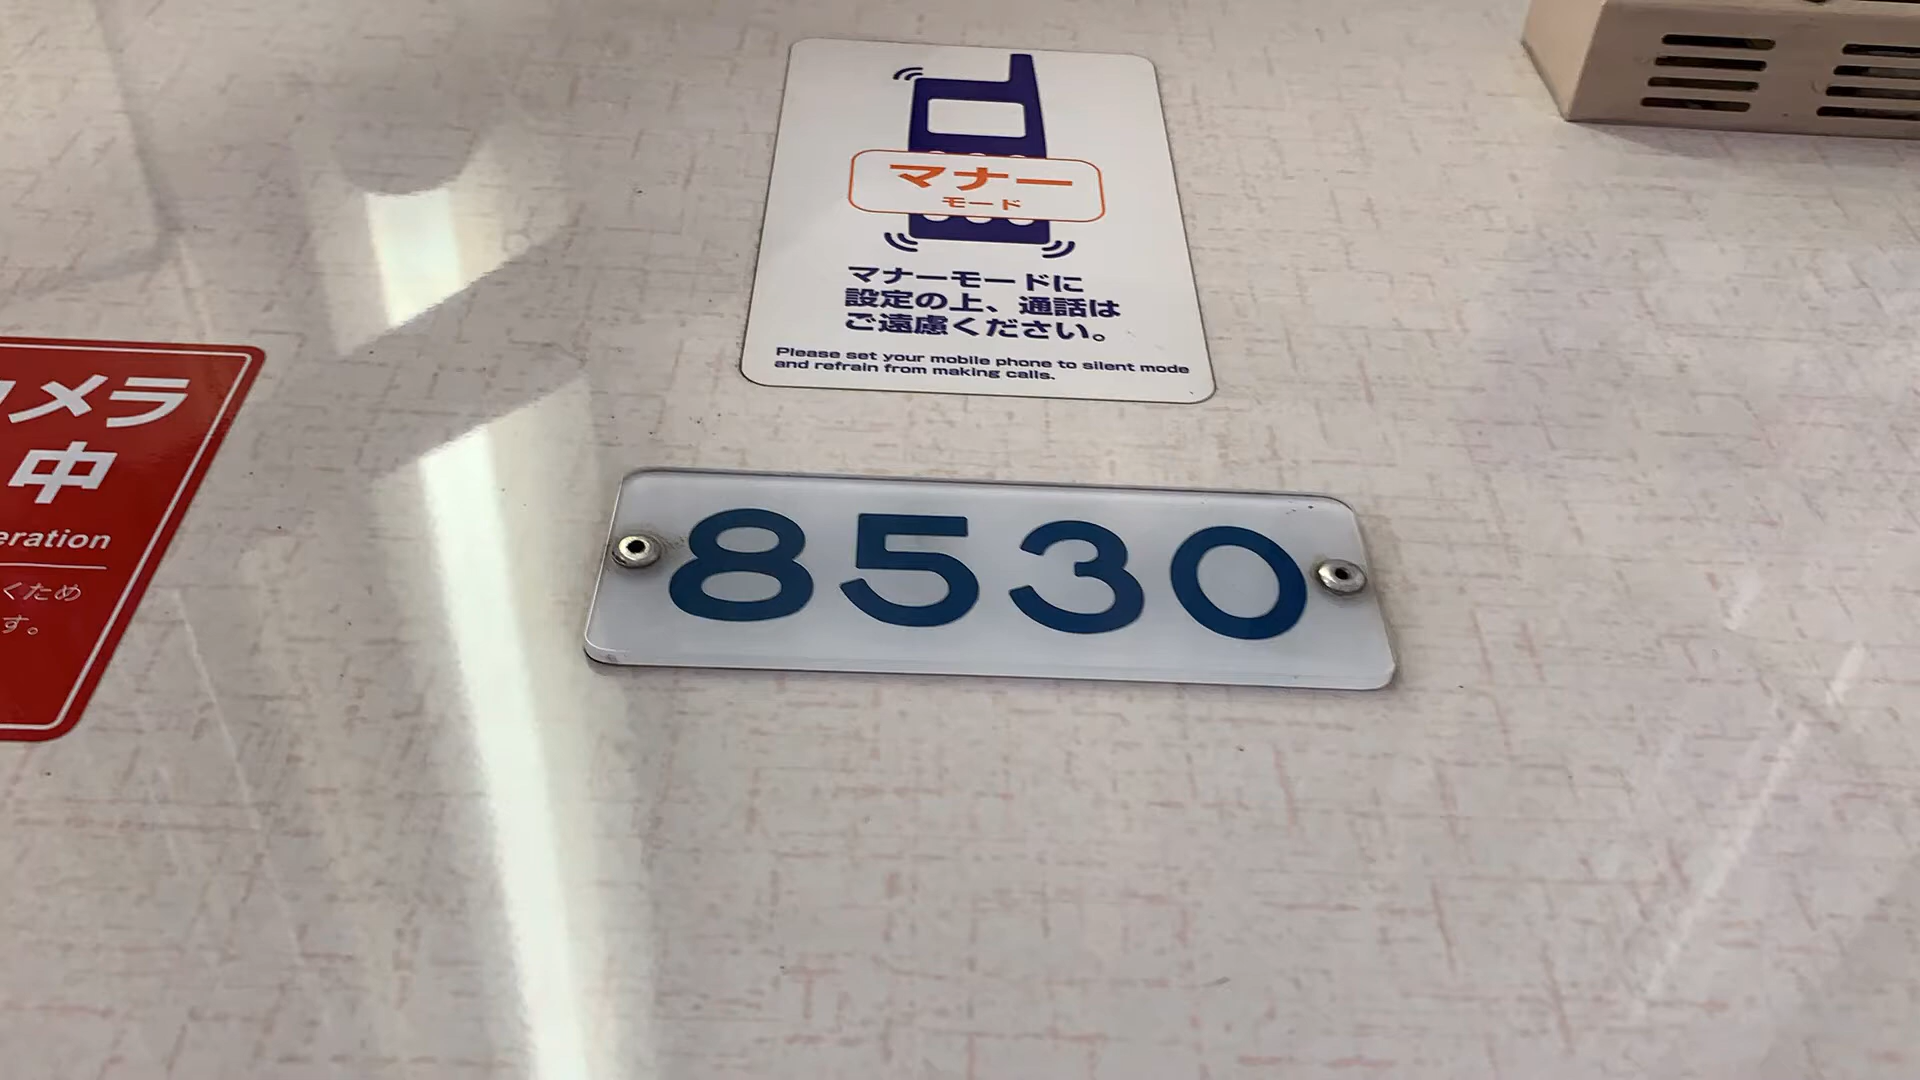 マナー
モード
マナーモードに
設定の上、通話は
ご遠慮ください。
Please set your mobile phone to silent mode
and refrain from making calls.
メラ
中
eration
くため
す。
8530